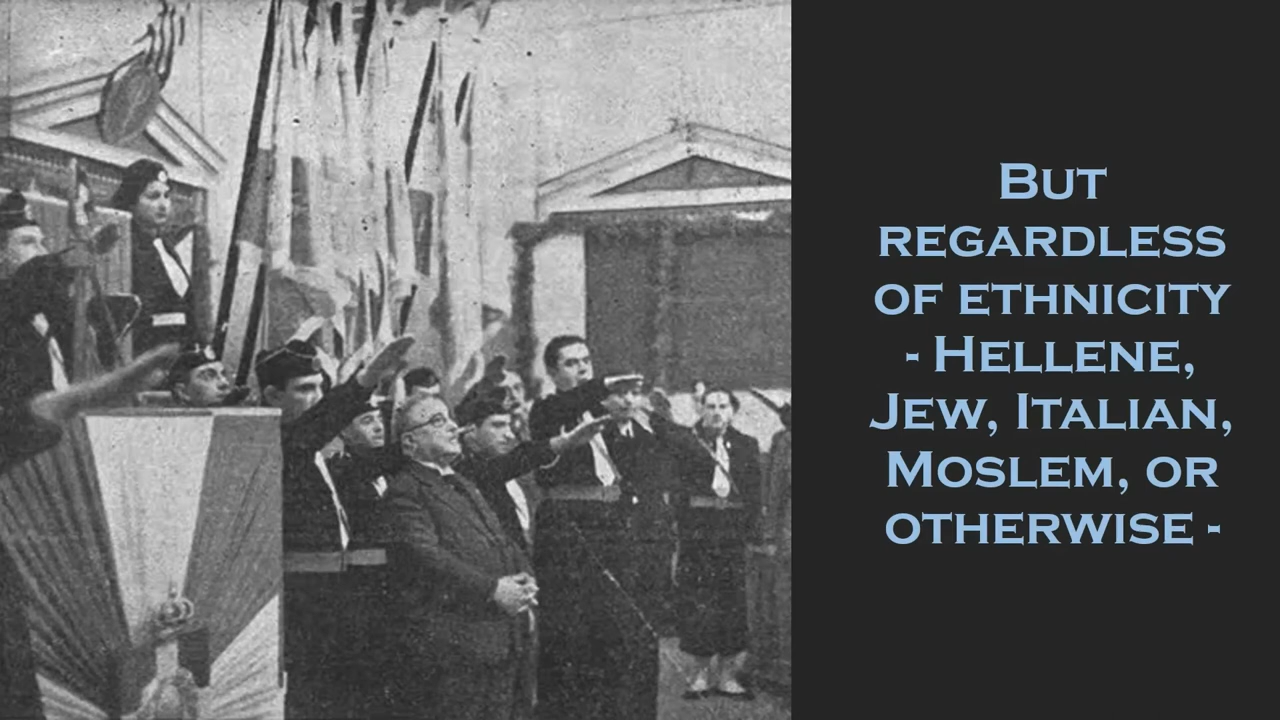 But
regardless
of ethnicity
- Hellene,
Jew, Italian,
Moslem, or
otherwise -